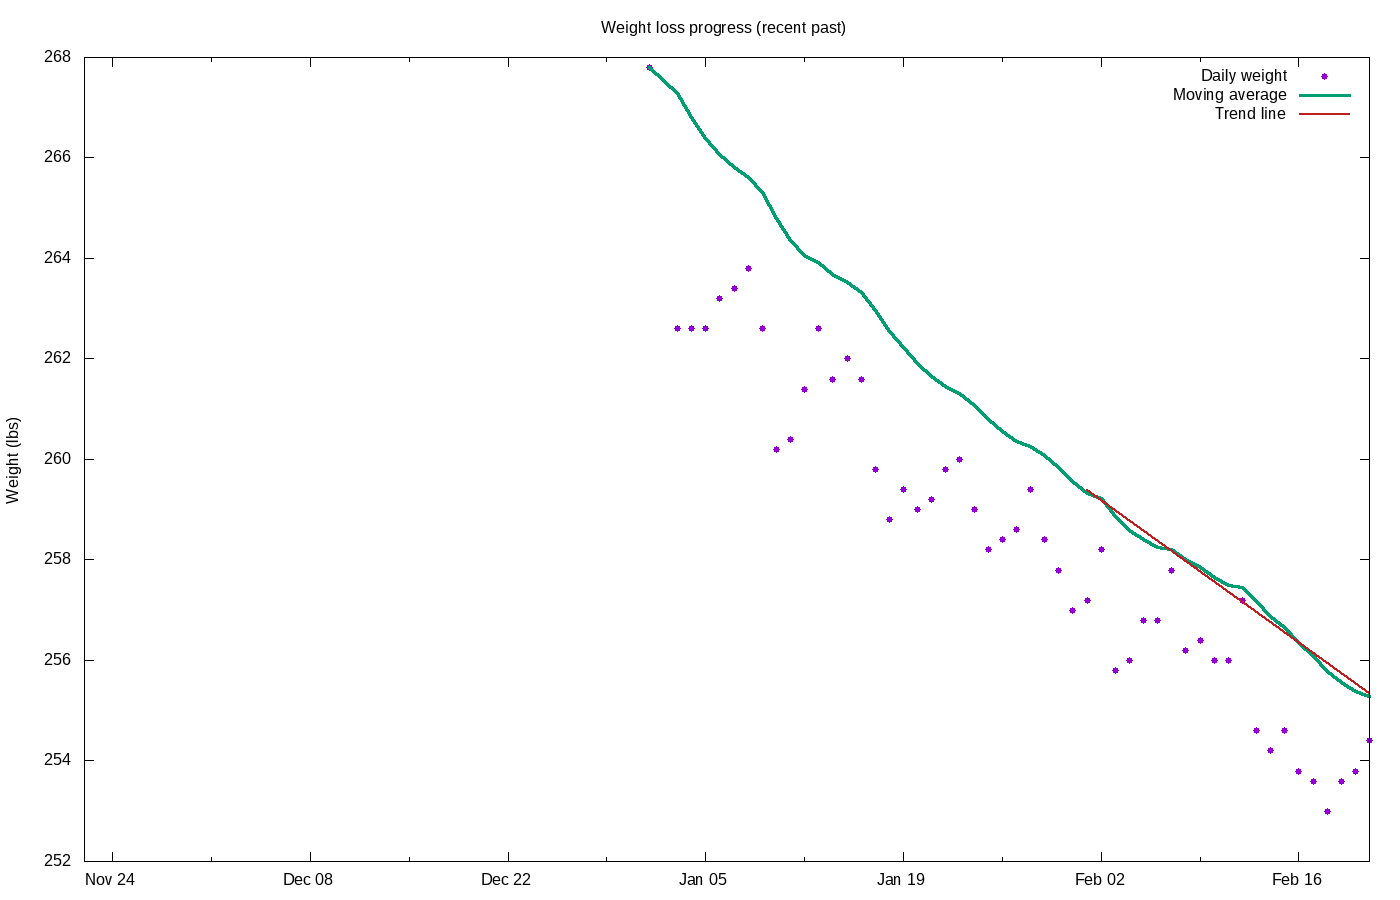 Weight loss progress (recent past)
268
266
264
262
260
258
256
254
252
Weight (lbs)
Daily weight
Moving average
Trend line
Nov 24 Dec 08 Dec 22 Jan 05 Jan 19 Feb 02 Feb 16